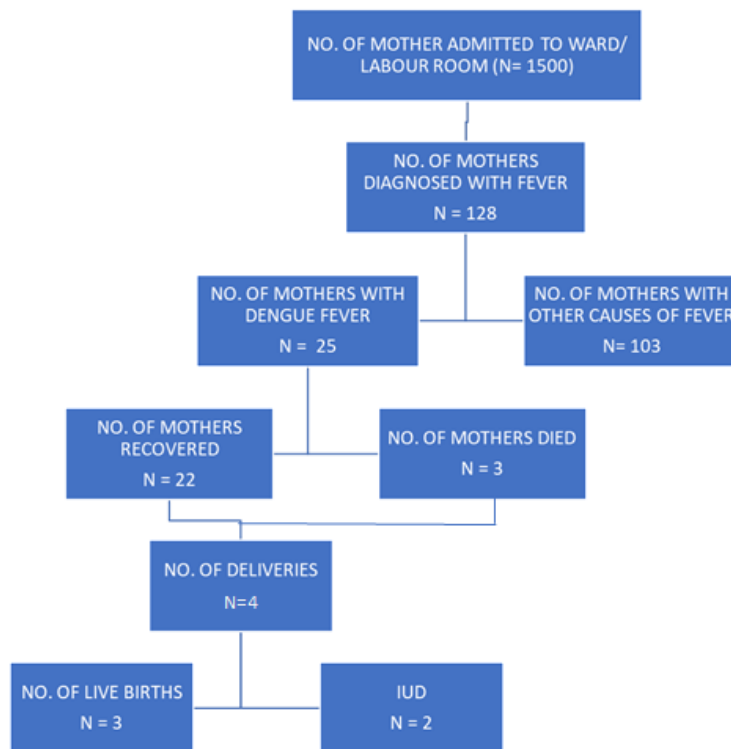 NO. OF MOTHER ADMITTED TO WARD/
LABOUR ROOM (N= 1500)
NO. OF MOTHERS
DIAGNOSED WITH FEVER
N = 128
NO. OF MOTHERS WITH
DENGUE FEVER
N = 25
NO. OF MOTHERS WITH
OTHER CAUSES OF FEVER
N= 103
NO. OF MOTHERS
RECOVERED
N = 22
NO. OF MOTHERS DIED
N = 3
NO. OF DELIVERIES
N=4
NO. OF LIVE BIRTHS
N = 3
IUD
N = 2